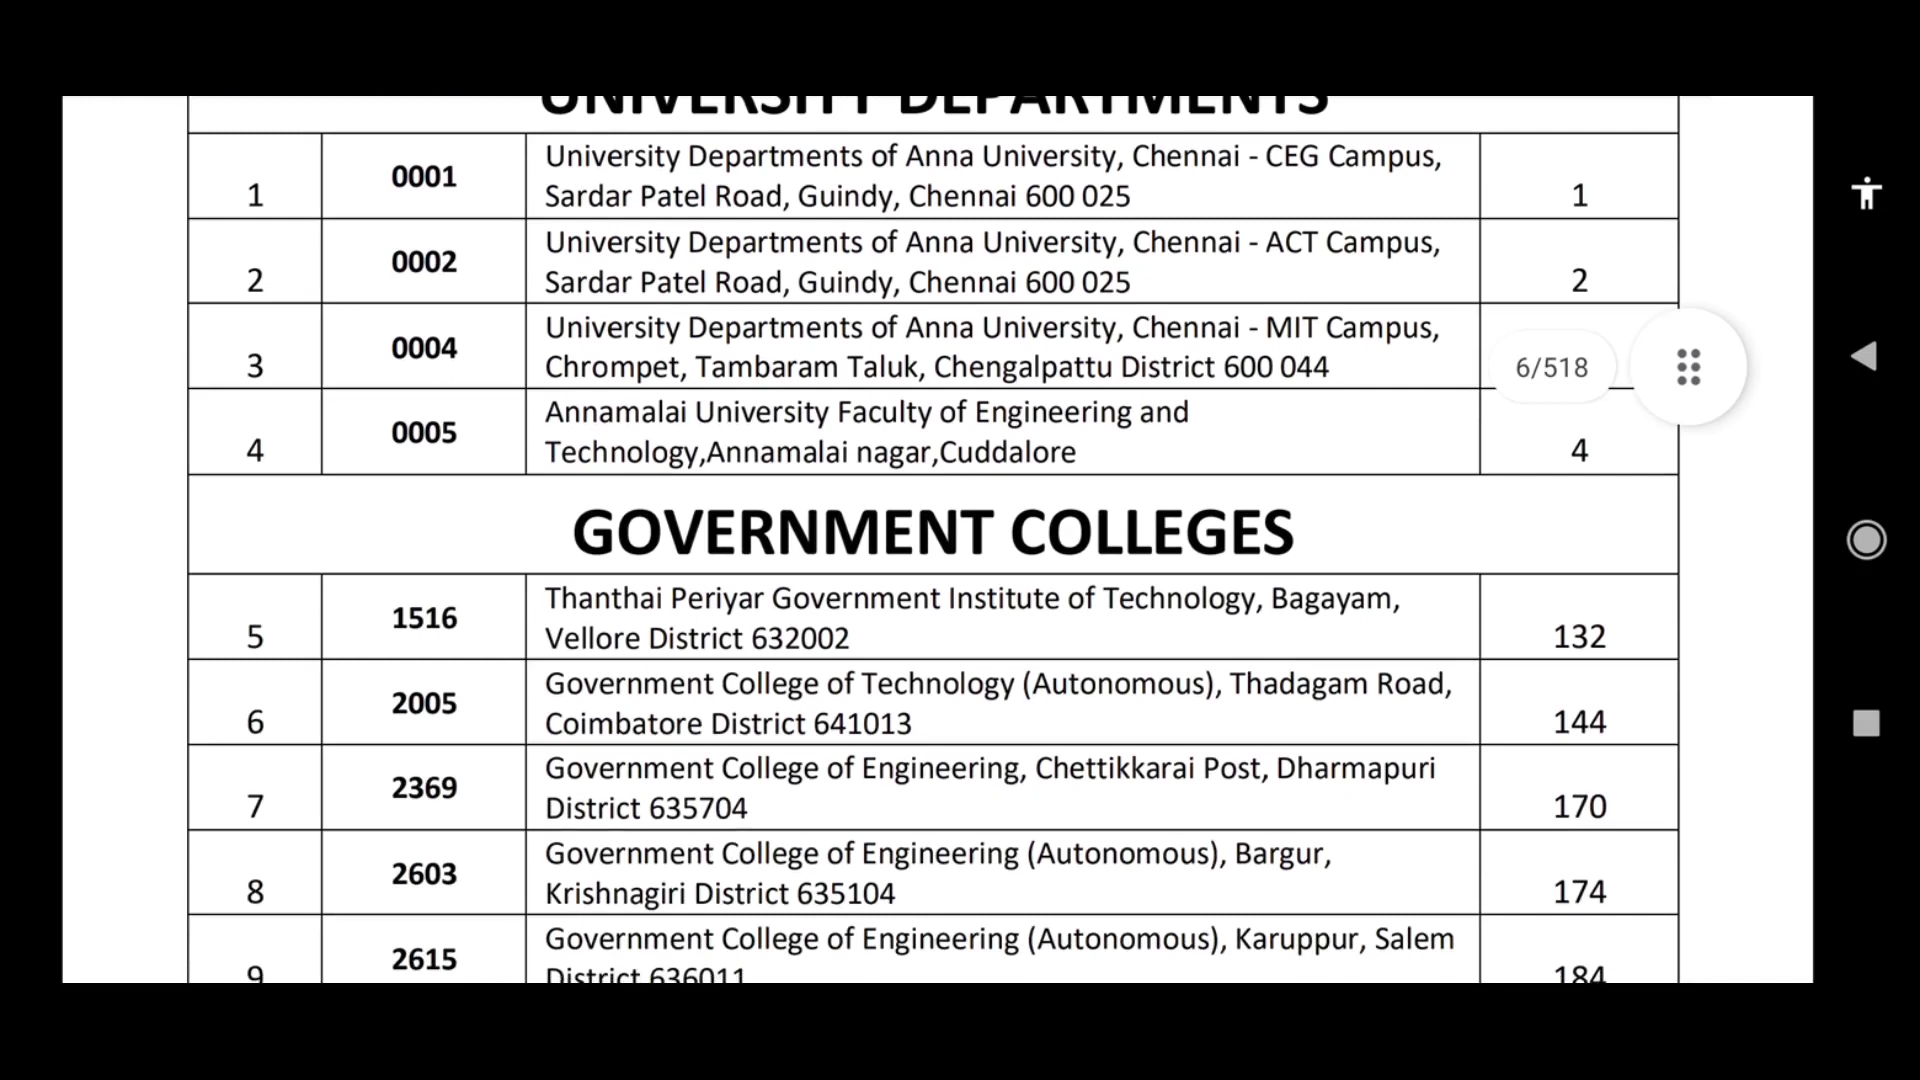 UNIVERSITY DEPARTMENTS
1 0001 University Departments of Anna University, Chennai - CEG Campus,
Sardar Patel Road, Guindy, Chennai 600 025 1
2 0002 University Departments of Anna University, Chennai - ACT Campus,
Sardar Patel Road, Guindy, Chennai 600 025 2
3 0004 University Departments of Anna University, Chennai - MIT Campus,
Chrompet, Tambaram Taluk, Chengalpattu District 600 044
6/518
4 0005 Annamalai University Faculty of Engineering and
Technology,Annamalai nagar,Cuddalore 4
GOVERNMENT COLLEGES
5 1516 Thanthai Periyar Government Institute of Technology, Bagayam,
Vellore District 632002 132
6 2005 Government College of Technology (Autonomous), Thadagam Road,
Coimbatore District 641013 144
7 2369 Government College of Engineering, Chettikkarai Post, Dharmapuri
District 635704 170
8 2603 Government College of Engineering (Autonomous), Bargur,
Krishnagiri District 635104 174
9 2615 Government College of Engineering (Autonomous), Karuppur, Salem
District 636011 184